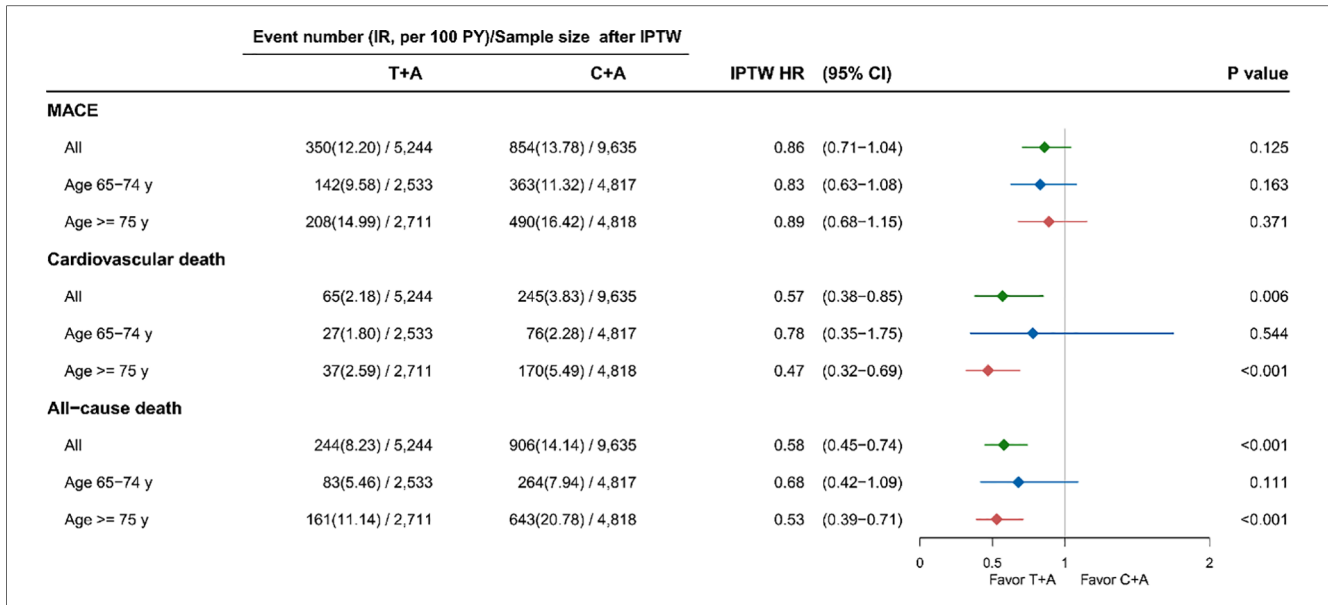 Event number (IR, per 100 PY)/Sample size after IPTW
T+A C+A IPTW HR (95% CI) P value
MACE
All 350(12.20) / 5,244 854(13.78) / 9,635 0.86 (0.71−1.04) 0.125
Age 65−74 y 142(9.58) / 2,533 363(11.32) / 4,817 0.83 (0.63−1.08) 0.163
Age >= 75 y 208(14.99) / 2,711 490(16.42) / 4,818 0.89 (0.68−1.15) 0.371
Cardiovascular death
All 65(2.18) / 5,244 245(3.83) / 9,635 0.57 (0.38−0.85) 0.006
Age 65−74 y 27(1.80) / 2,533 76(2.28) / 4,817 0.78 (0.35−1.75) 0.544
Age >= 75 y 37(2.59) / 2,711 170(5.49) / 4,818 0.47 (0.32−0.69) <0.001
All−cause death
All 244(8.23) / 5,244 906(14.14) / 9,635 0.58 (0.45−0.74) <0.001
Age 65−74 y 83(5.46) / 2,533 264(7.94) / 4,817 0.68 (0.42−1.09) 0.111
Age >= 75 y 161(11.14) / 2,711 643(20.78) / 4,818 0.53 (0.39−0.71) <0.001
0 0.5 1 2
Favor T+A Favor C+A